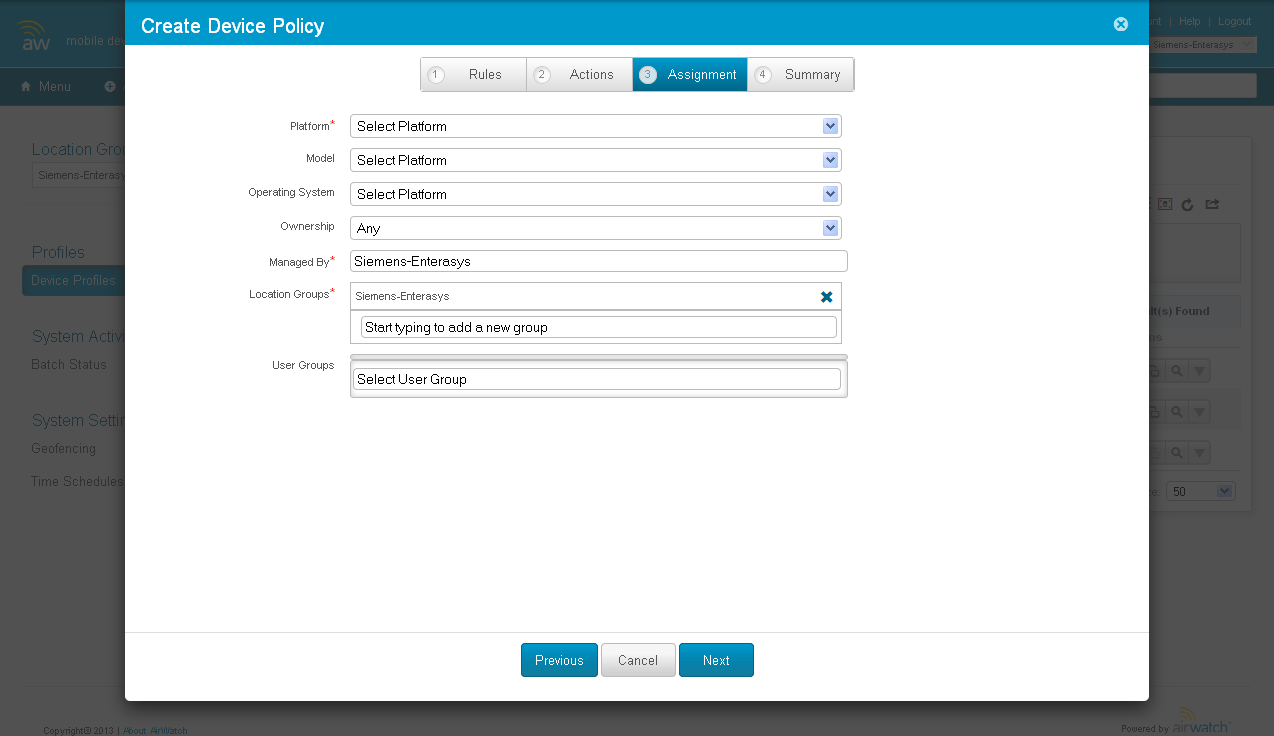 Create Device Policy
aw mobile de
nt | Help | Logout
Siemens-Enterasys
Menu
1 Rules 2 Actions 3 Assignment 4 Summary
Platform* Select Platform
Model Select Platform
Operating System Select Platform
Ownership Any
Managed By* Siemens-Enterasys
Location Groups* Siemens-Enterasys
Start typing to add a new group
User Groups Select User Group
Location Grou
Siemens-Enterasy
Profiles
Device Profiles
System Activi
Batch Status
System Settin
Geofencing
Time Schedules
lt(s) Found
ns
e: 50
Previous Cancel Next
Copyright© 2013 | About AirWatch
Powered by airwatch